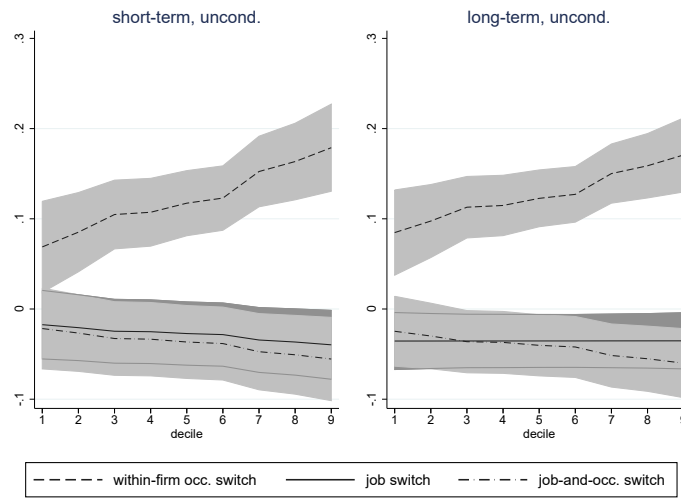 short-term, uncond.
long-term, uncond.
.3
.2
.1
0
-.1
1 2 3 4 5 6 7 8 9
decile
.3
.2
.1
0
-.1
1 2 3 4 5 6 7 8 9
decile
within-firm occ. switch job switch job-and-occ. switch